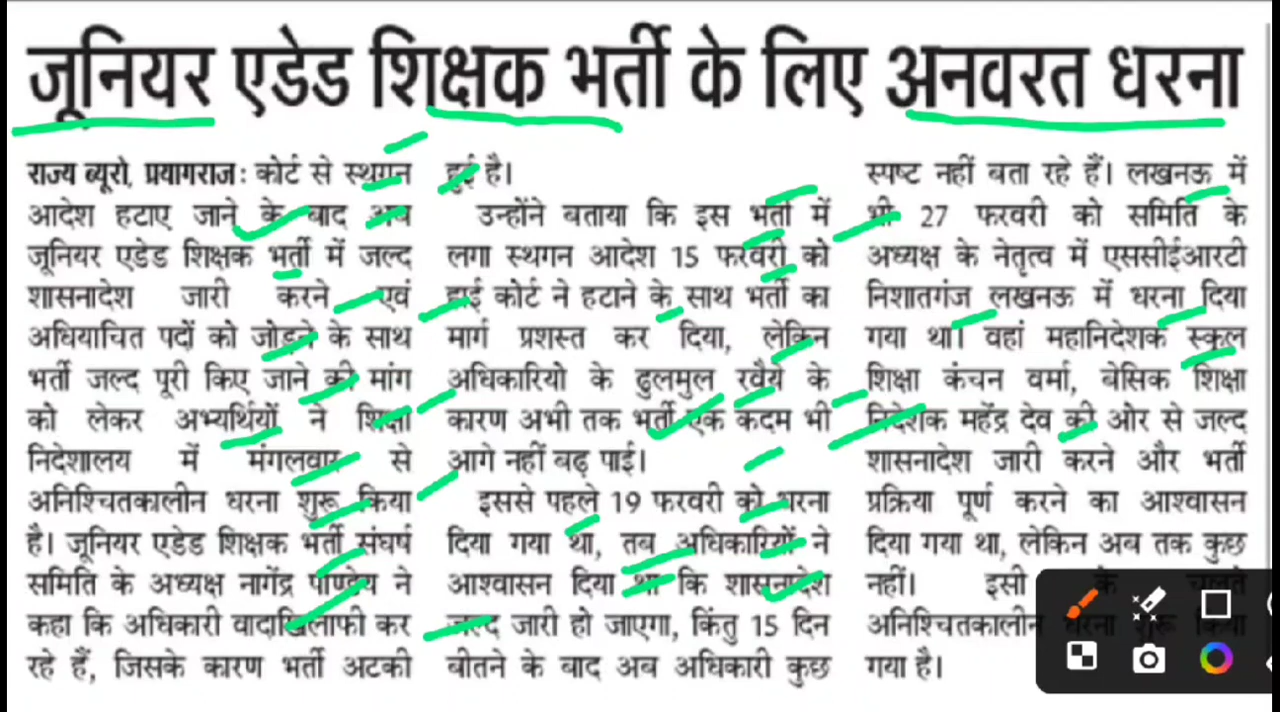 जूनियर एडेड शिक्षक भर्ती के लिए अनवरत धरना
राज्य ब्यूरो, प्रयागराज: कोर्ट से स्थगन
आदेश हटाए जाने के बाद अब
जूनियर एडेड शिक्षक भर्ती में जल्द
शासनादेश जारी करने एवं
अधियाचित पदों को जोड़ने के साथ
भर्ती जल्द पूरी किए जाने की मांग
को लेकर अभ्यर्थियों ने शिक्षा
निदेशालय में मंगलवार से
अनिश्चितकालीन धरना शुरू किया
है। जूनियर एडेड शिक्षक भर्ती संघर्ष
समिति के अध्यक्ष नागेंद्र पाण्डेय ने
कहा कि अधिकारी वादाखिलाफी कर
रहे हैं, जिसके कारण भर्ती अटकी
हुई है।
उन्होंने बताया कि इस भर्ती में
लगा स्थगन आदेश 15 फरवरी को
हाई कोर्ट ने हटाने के साथ भर्ती का
मार्ग प्रशस्त कर दिया, लेकिन
अधिकारियो के ढुलमुल रवैये के
कारण अभी तक भर्ती एक कदम भी
आगे नहीं बढ़ पाई।
इससे पहले 19 फरवरी को धरना
दिया गया था, तब अधिकारियों ने
आश्वासन दिया था कि शासनादेश
जल्द जारी हो जाएगा, किंतु 15 दिन
बीतने के बाद अब अधिकारी कुछ
स्पष्ट नहीं बता रहे हैं। लखनऊ में
भी 27 फरवरी को समिति के
अध्यक्ष के नेतृत्व में एससीईआरटी
निशातगंज लखनऊ में धरना दिया
गया था। वहां महानिदेशक स्कूल
शिक्षा कंचन वर्मा, बेसिक शिक्षा
निदेशक महेंद्र देव की ओर से जल्द
शासनादेश जारी करने और भर्ती
प्रक्रिया पूर्ण करने का आश्वासन
दिया गया था, लेकिन अब तक कुछ
नहीं। इसी के चलते
अनिश्चितकालीन धरना शुरू किया
गया है।